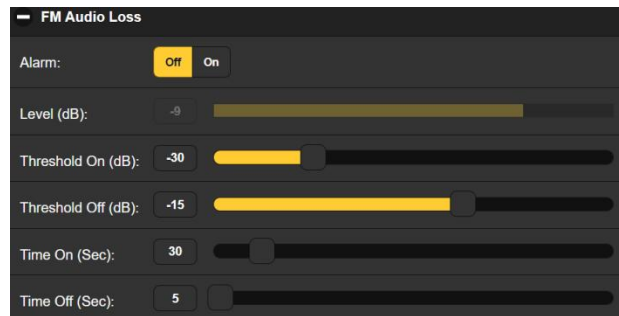 FM Audio Loss
Alarm: Off On
Level (dB): -9
Threshold On (dB): -30
Threshold Off (dB): -15
Time On (Sec): 30
Time Off (Sec): 5